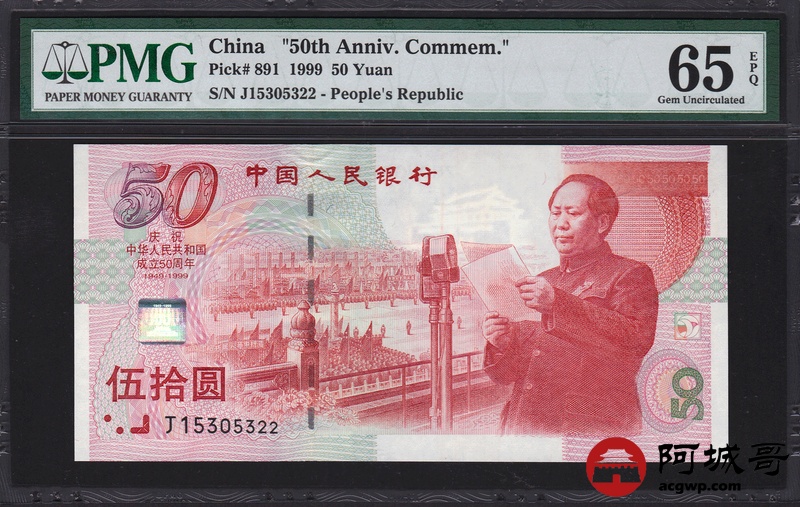 PMG
PAPER MONEY GUARANTY
China "50th Anniv. Commem."
Pick# 891 1999 50 Yuan
S/N J15305322 - People's Republic
65
EPQ
Gem Uncirculated
50
中国人民银行
庆祝
中华人民共和国
成立50周年
1949-1999
伍拾圆
J15305322
50
阿城哥
acgwp.com